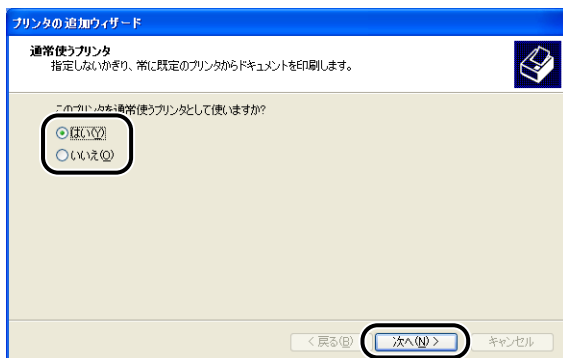 プリンタの追加ウィザード
通常使うプリンタ
指定しないかぎり、常に既定のプリンタからドキュメントを印刷します。
このプリンタを通常使うプリンタとして使いますか?
はい(Y)
いいえ(O)
< 戻る(B)
次へ(N) >
キャンセル